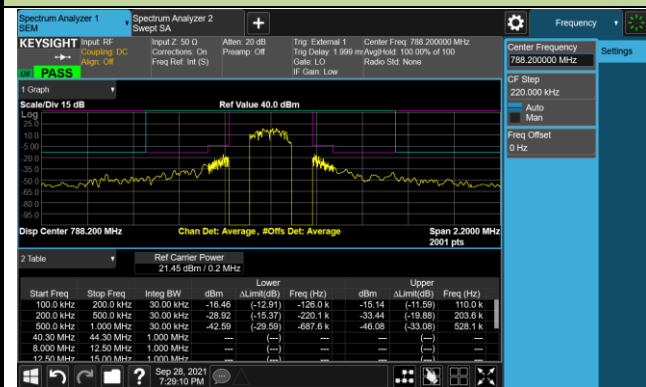 Spectrum Analyzer 1
SEM
Spectrum Analyzer 2
Swept SA
Frequency
KEYSIGHT
Input: RF
Coupling: DC
Align: Off
Input Z: 50 Ω
Corrections: On
Freq Ref: Int (S)
Atten: 20 dB
Preamp: Off
Trig: External 1
Trig Delay: 1.999 ms
Gate: LO
IF Gain: Low
Center Freq: 788.200000 MHz
Avg|Hold: 100.00% of 100
Radio Std: None
PASS
Center Frequency
788.200000 MHz
Settings
CF Step
220.000 kHz
Auto
Man
Freq Offset
0 Hz
1 Graph
Scale/Div 15 dB
Ref Value 40.0 dBm
Log
25.0
10.0
-5.00
-20.0
-35.0
-50.0
-65.0
-80.0
-95.0
Disp Center 788.200 MHz
Chan Det: Average , #Offs Det: Average
Span 2.2000 MHz
2001 pts
2 Table
Ref Carrier Power
21.45 dBm / 0.2 MHz
Lower Upper
Start Freq Stop Freq Integ BW dBm ΔLimit(dB) Freq (Hz) dBm ΔLimit(dB) Freq (Hz)
100.0 kHz 200.0 kHz 30.00 kHz -16.46 (-12.91) -126.0 k -15.14 (-11.59) 110.0 k
200.0 kHz 500.0 kHz 30.00 kHz -28.92 (-15.37) -220.1 k -33.44 (-19.88) 203.6 k
500.0 kHz 1.000 MHz 30.00 kHz -42.59 (-29.59) -687.6 k -46.08 (-33.08) 528.1 k
40.30 MHz 44.30 MHz 1.000 MHz --- (---) --- --- (---) ---
8.000 MHz 12.50 MHz 1.000 MHz --- (---) --- --- (---) ---
12.50 MHz 15.00 MHz 1.000 MHz --- (---) --- --- (---) ---
Sep 28, 2021
7:29:10 PM